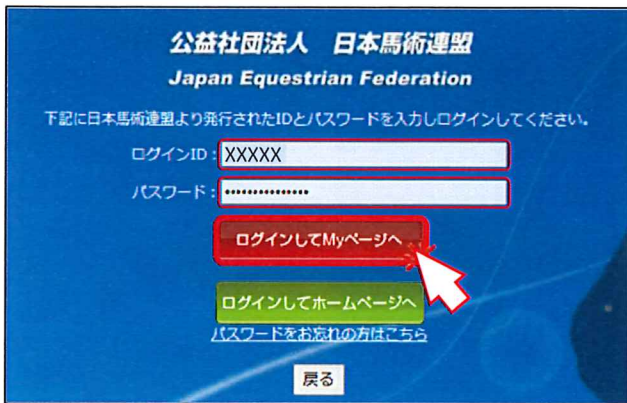 公益社団法人　日本馬術連盟
Japan Equestrian Federation
下記に日本馬術連盟より発行されたIDとパスワードを入力しログインしてください。
ログインID：XXXXX
パスワード：•••••••••••••••
ログインしてMyページへ
ログインしてホームページへ
パスワードをお忘れの方はこちら
戻る